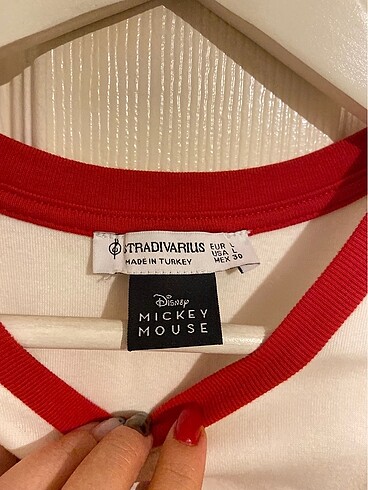 STRADIVARIUS
MADE IN TURKEY
EUR L
USA L
MEX 30
Disney
MICKEY
MOUSE